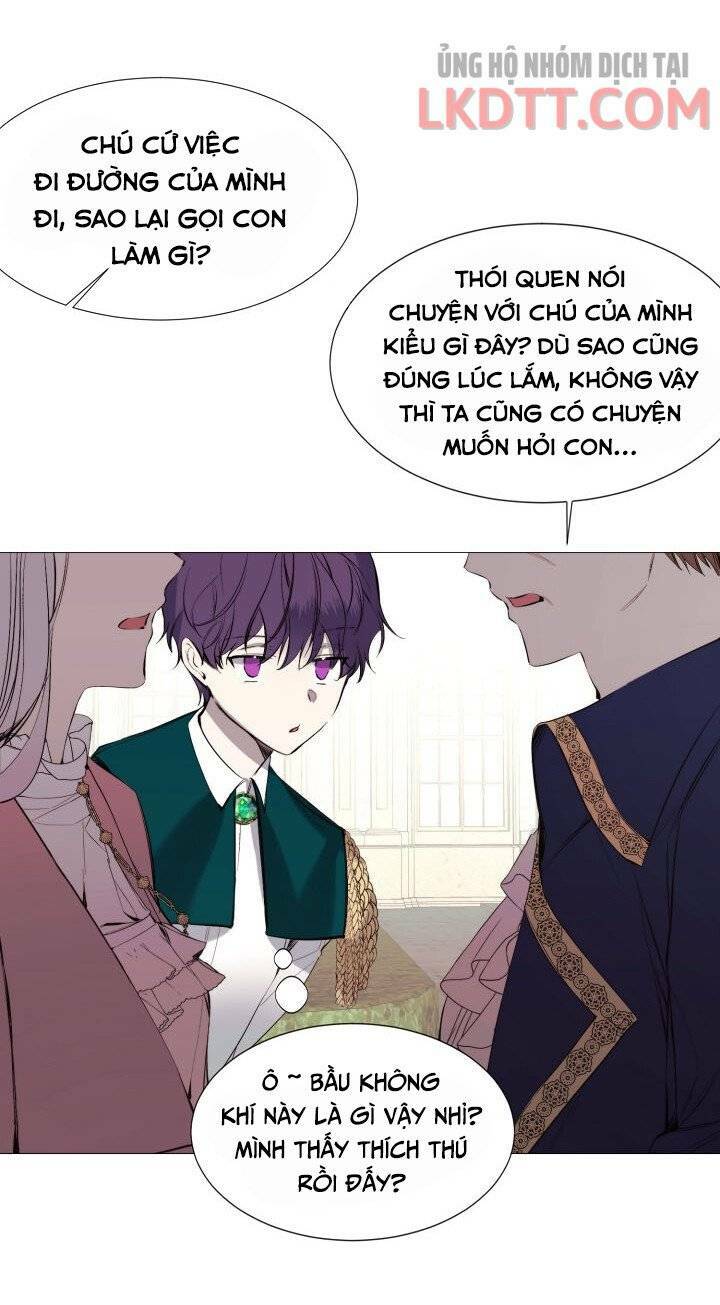 ỦNG HỘ NHÓM DỊCH TẠI
LKDTT.COM
CHÚ CỨ VIỆC
ĐI ĐƯỜNG CỦA MÌNH
ĐI, SAO LẠI GỌI CON
LÀM GÌ?
THÓI QUEN NÓI
CHUYỆN VỚI CHÚ CỦA MÌNH
KIỂU GÌ ĐÂY? DÙ SAO CŨNG
ĐÚNG LÚC LẮM, KHÔNG VẬY
THÌ TA CŨNG CÓ CHUYỆN
MUỐN HỎI CON...
Ô ~ BẦU KHÔNG
KHÍ NÀY LÀ GÌ VẬY NHỈ?
MÌNH THẤY THÍCH THÚ
RỒI ĐẤY?